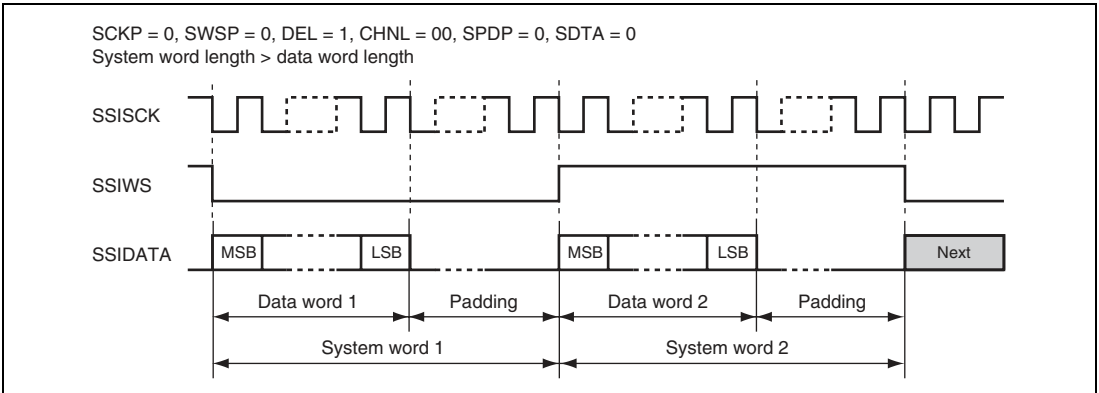 SCKP = 0, SWSP = 0, DEL = 1, CHNL = 00, SPDP = 0, SDTA = 0
System word length > data word length
SSISCK
SSIWS
SSIDATA
MSB
LSB
MSB
LSB
Next
Data word 1
Padding
Data word 2
Padding
System word 1
System word 2